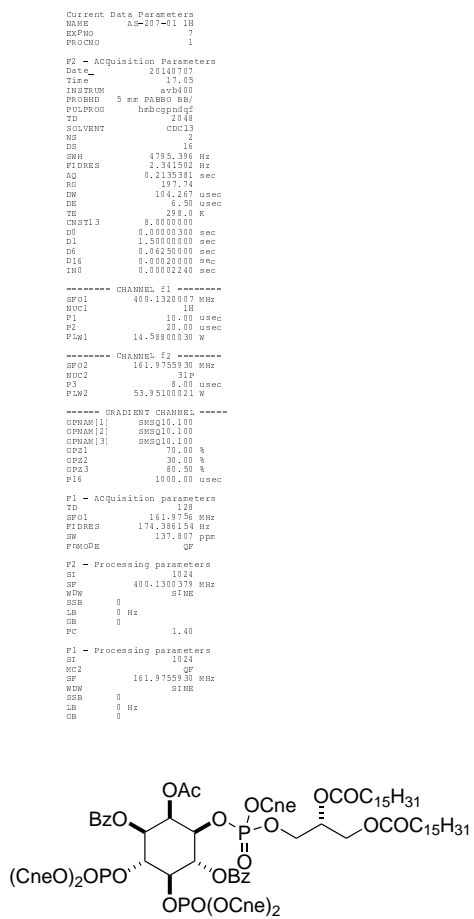 Current Data Parameters
NAME AS-207-01 1H
EXPNO 7
PROCNO 1
F2 - Acquisition Parameters
Date_ 20140707
Time 17.05
INSTRUM avb400
PROBHD 5 mm PABBO BB/
PULPROG hmbcgpndqf
TD 2048
SOLVENT CDCl3
NS 2
DS 16
SWH 4795.396 Hz
FIDRES 2.341502 Hz
AQ 0.2135381 sec
RG 197.74
DW 104.267 usec
DE 6.50 usec
TE 298.0 K
CNST13 8.0000000
D0 0.00000300 sec
D1 1.50000000 sec
D6 0.06250000 sec
D16 0.00020000 sec
IN0 0.00002240 sec
======== CHANNEL f1 ========
SFO1 400.1320007 MHz
NUC1 1H
P1 10.00 usec
P2 20.00 usec
PLW1 14.58800030 W
======== CHANNEL f2 ========
SFO2 161.9755930 MHz
NUC2 31P
P3 8.00 usec
PLW2 53.95100021 W
====== GRADIENT CHANNEL =====
GPNAM[1] SMSQ10.100
GPNAM[2] SMSQ10.100
GPNAM[3] SMSQ10.100
GPZ1 70.00 %
GPZ2 30.00 %
GPZ3 80.50 %
P16 1000.00 usec
F1 - Acquisition parameters
TD 128
SFO1 161.9756 MHz
FIDRES 174.386154 Hz
SW 137.807 ppm
FnMODE QF
F2 - Processing parameters
SI 1024
SF 400.1300379 MHz
WDW SINE
SSB 0
LB 0 Hz
GB 0
PC 1.40
F1 - Processing parameters
SI 1024
MC2 QF
SF 161.9755930 MHz
WDW SINE
SSB 0
LB 0 Hz
GB 0
OAc
OCne
OCOC15H31
BzO
O
P
O
OCOC15H31
O
(CneO)2OPO
OBz
OPO(OCne)2